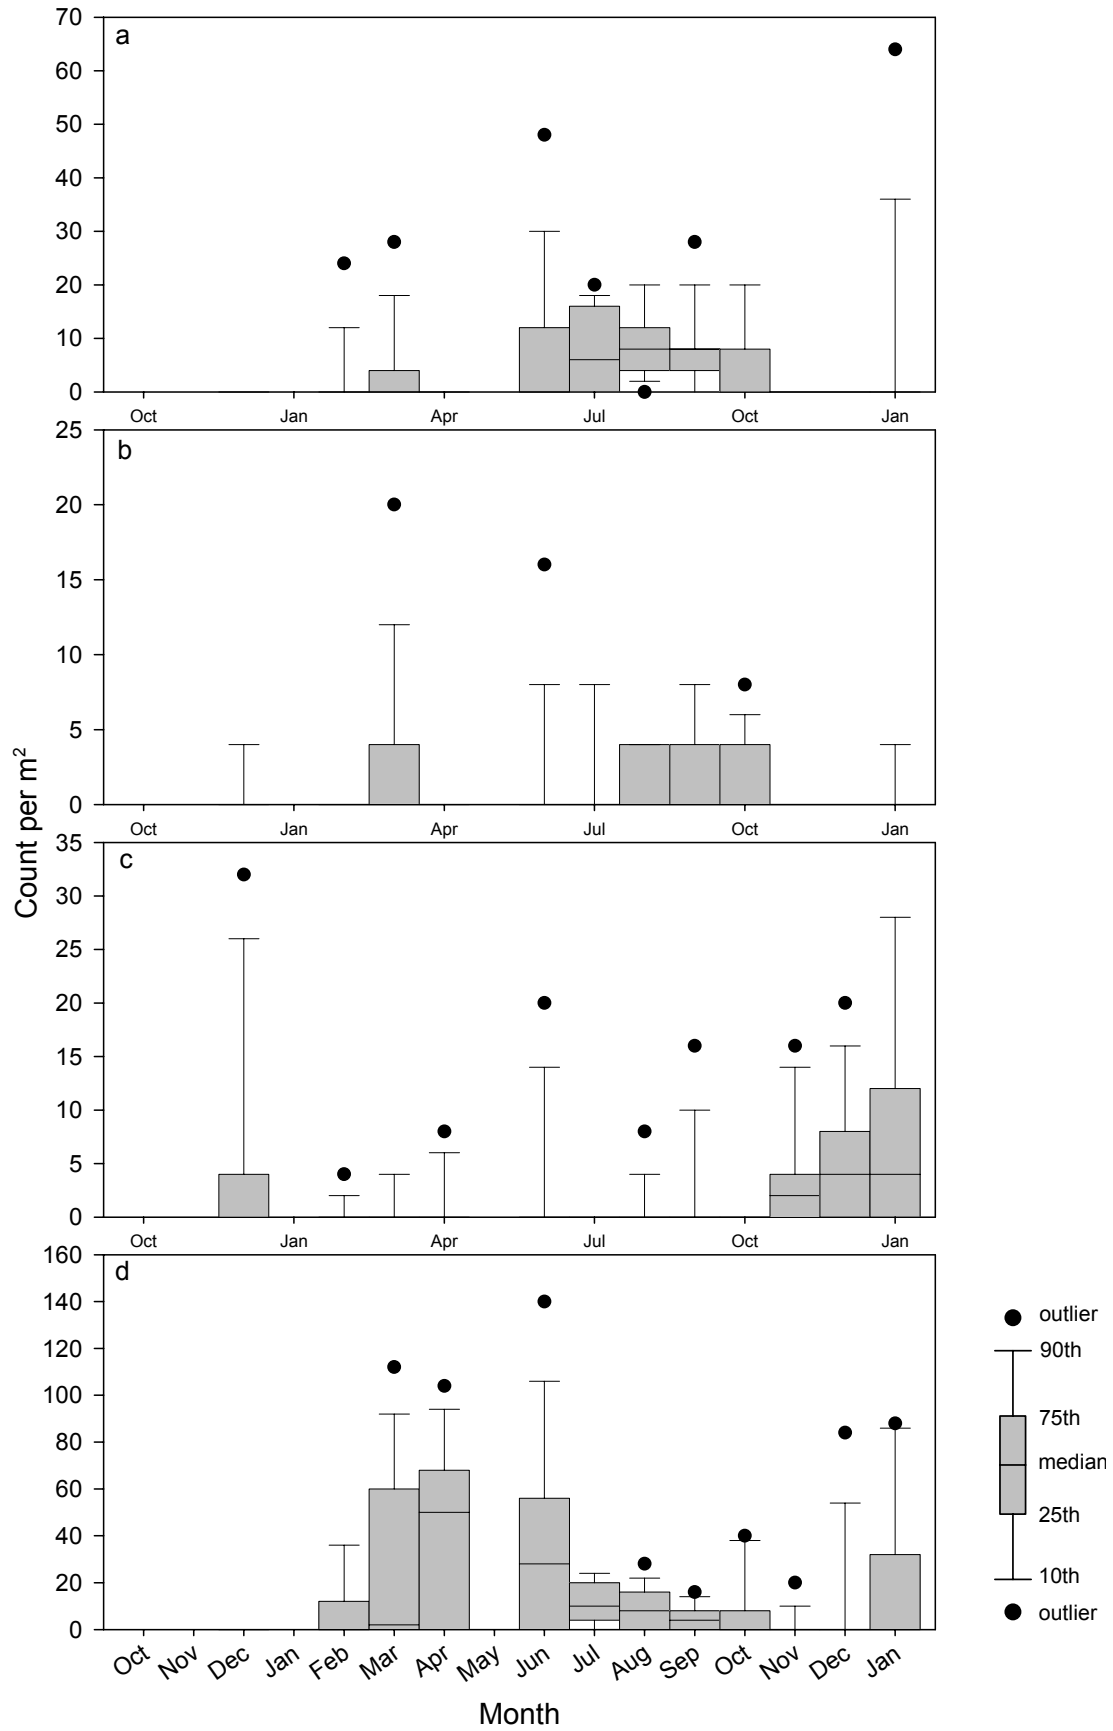 a
70
60
50
40
30
20
10
0
Oct Jan Apr Jul Oct Jan
b
25
20
15
10
5
0
Oct Jan Apr Jul Oct Jan
Count per m²
c
35
30
25
20
15
10
5
0
Oct Jan Apr Jul Oct Jan
d
160
140
120
100
80
60
40
20
0
Oct Nov Dec Jan Feb Mar Apr May Jun Jul Aug Sep Oct Nov Dec Jan
Month
outlier
90th
75th
median
25th
10th
outlier